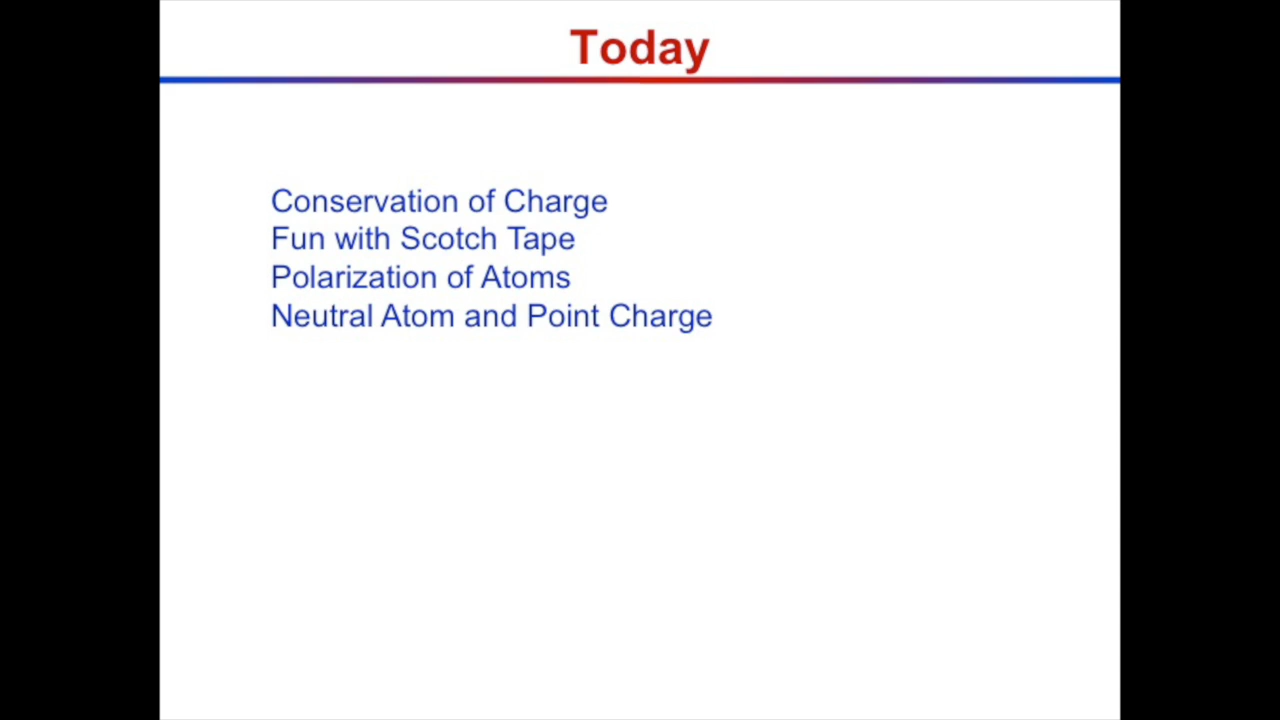 Today
Conservation of Charge
Fun with Scotch Tape
Polarization of Atoms
Neutral Atom and Point Charge